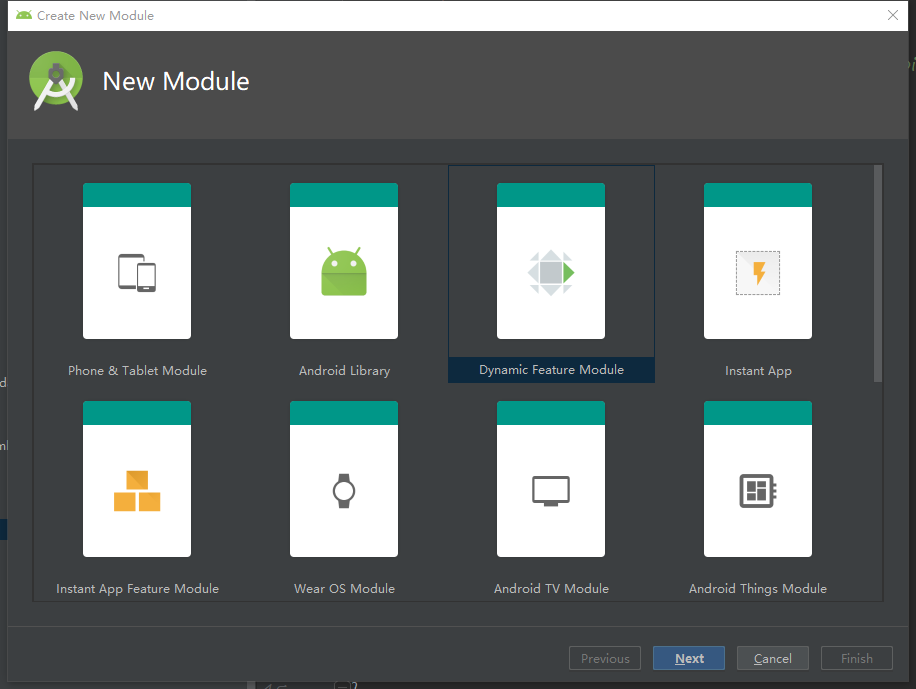 Create New Module
New Module
Phone & Tablet Module
Android Library
Dynamic Feature Module
Instant App
Instant App Feature Module
Wear OS Module
Android TV Module
Android Things Module
Previous
Next
Cancel
Finish